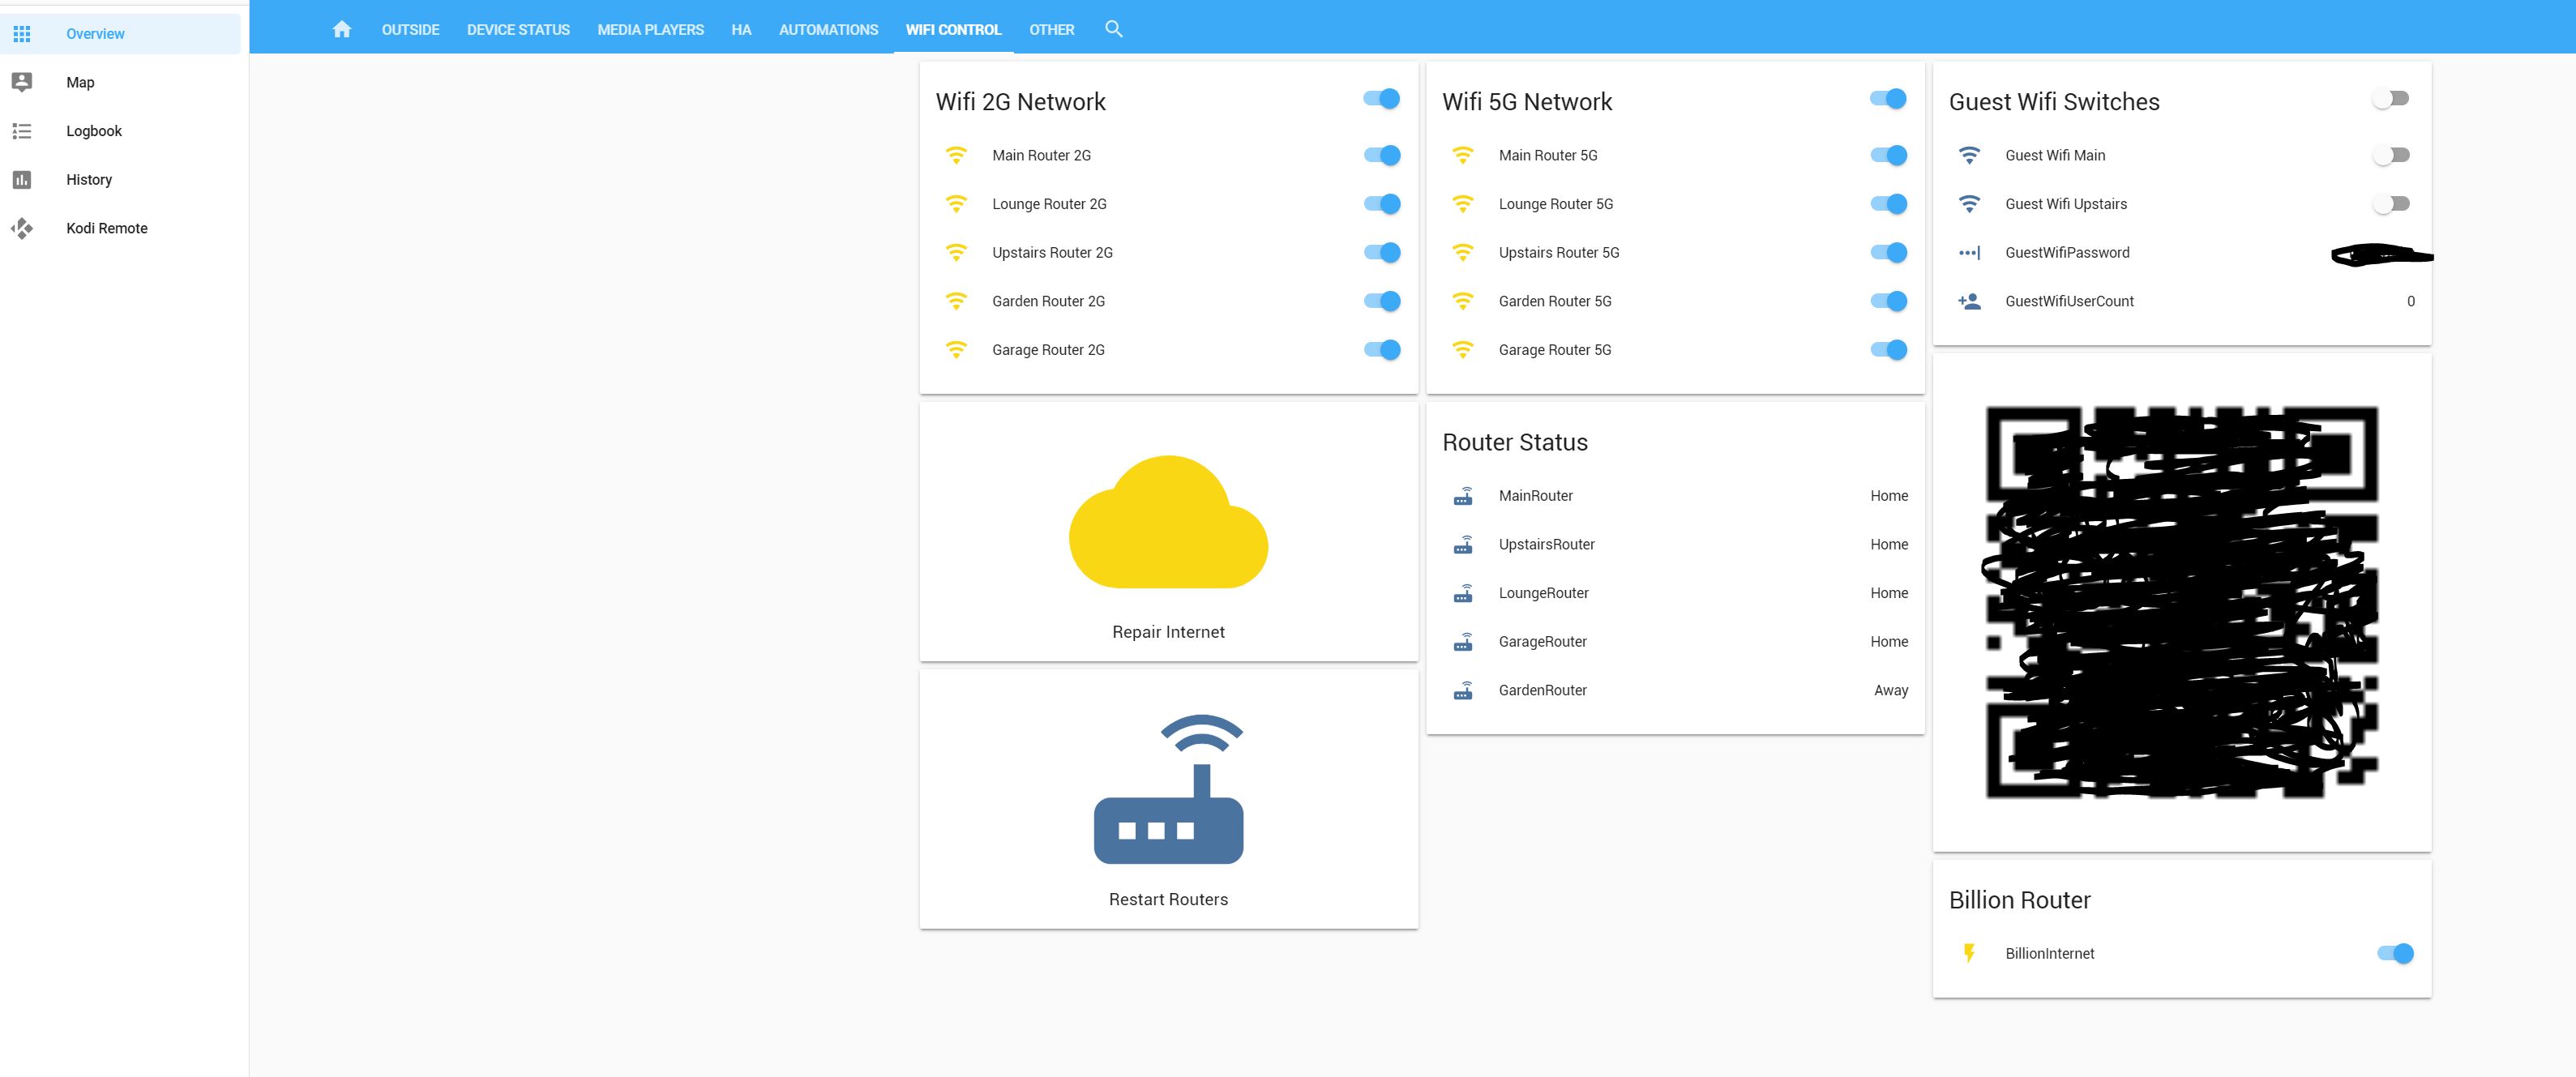 Overview
Map
Logbook
History
Kodi Remote
OUTSIDE DEVICE STATUS MEDIA PLAYERS HA AUTOMATIONS WIFI CONTROL OTHER
Wifi 2G Network
Main Router 2G
Lounge Router 2G
Upstairs Router 2G
Garden Router 2G
Garage Router 2G
Repair Internet
Restart Routers
Wifi 5G Network
Main Router 5G
Lounge Router 5G
Upstairs Router 5G
Garden Router 5G
Garage Router 5G
Router Status
MainRouter Home
UpstairsRouter Home
LoungeRouter Home
GarageRouter Home
GardenRouter Away
Guest Wifi Switches
Guest Wifi Main
Guest Wifi Upstairs
GuestWifiPassword
GuestWifiUserCount 0
Billion Router
BillionInternet